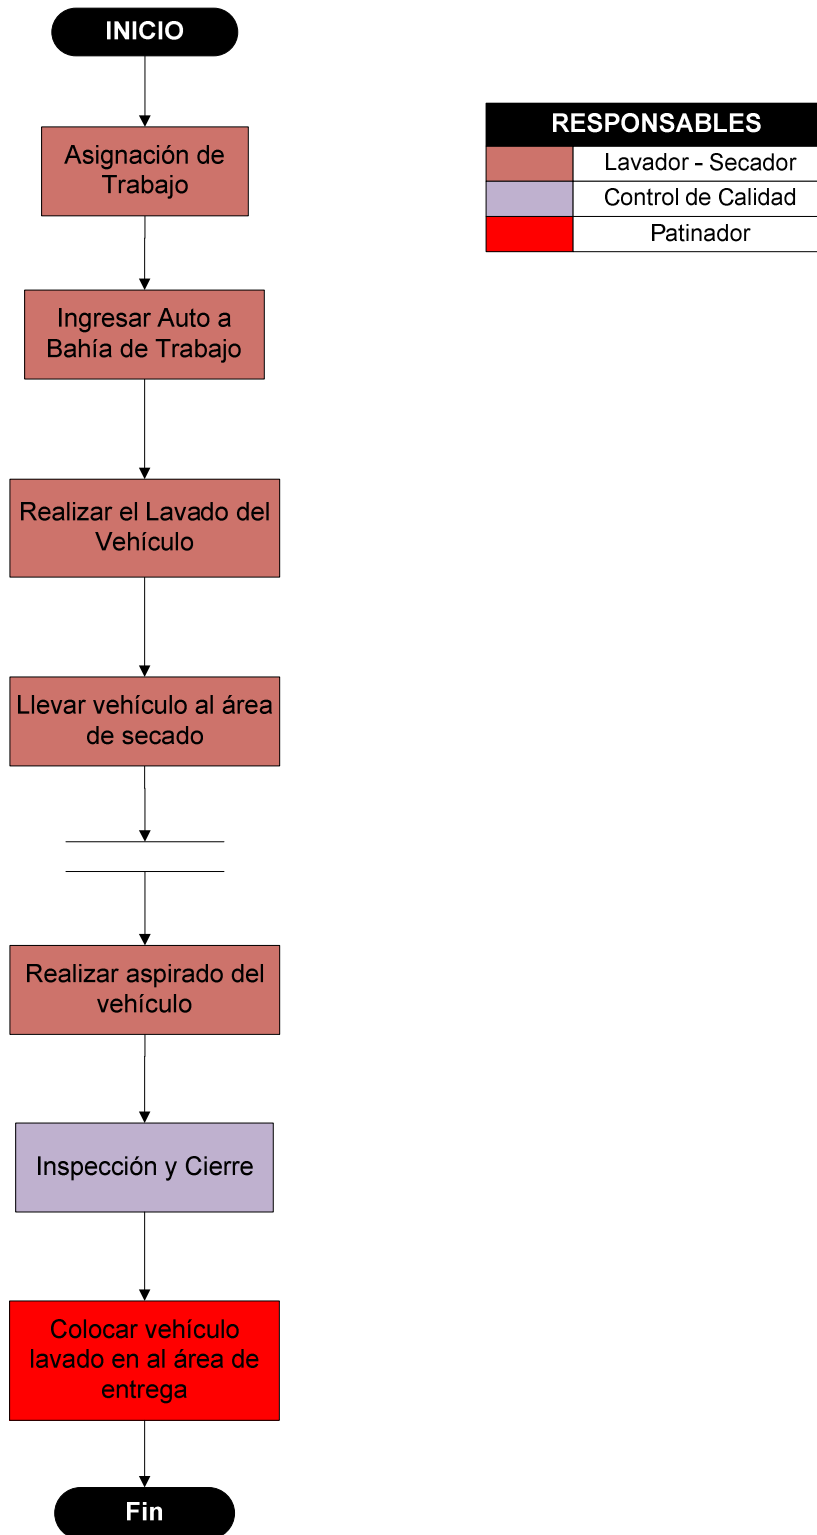 INICIO
RESPONSABLES
Asignación de
Trabajo
Lavador - Secador
Control de Calidad
Patinador
Ingresar Auto a
Bahía de Trabajo
Realizar el Lavado del
Vehículo
Llevar vehículo al área
de secado
Realizar aspirado del
vehículo
Inspección y Cierre
Colocar vehículo
lavado en al área de
entrega
Fin